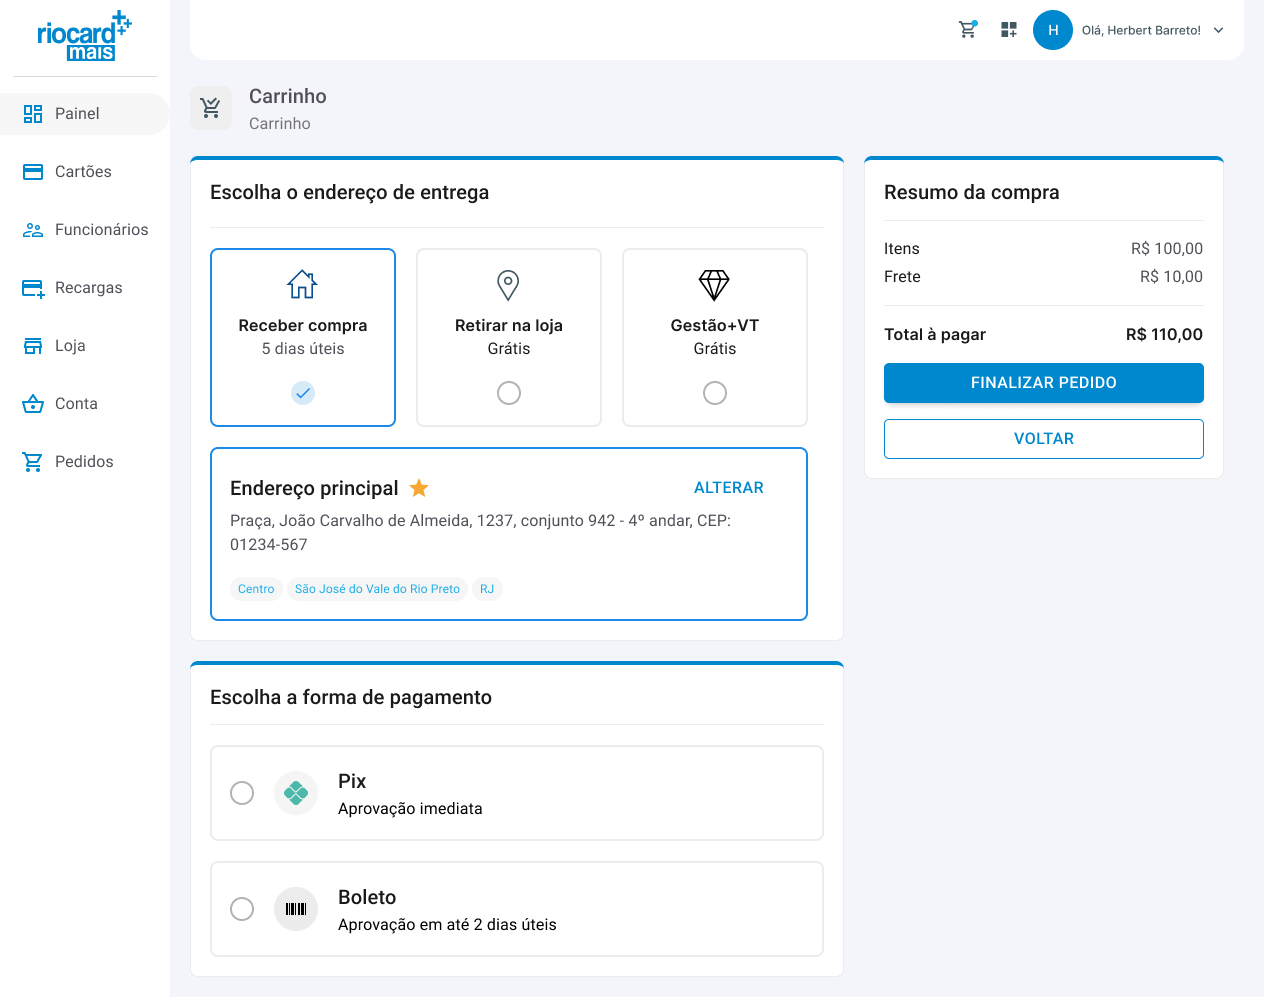 riocard
mais
H
Olá, Herbert Barreto!
Painel
Cartões
Funcionários
Recargas
Loja
Conta
Pedidos
Carrinho
Carrinho
Escolha o endereço de entrega
Receber compra
5 dias úteis
Retirar na loja
Grátis
Gestão+VT
Grátis
Endereço principal
ALTERAR
Praça, João Carvalho de Almeida, 1237, conjunto 942 - 4º andar, CEP:
01234-567
Centro
São José do Vale do Rio Preto
RJ
Escolha a forma de pagamento
Pix
Aprovação imediata
Boleto
Aprovação em até 2 dias úteis
Resumo da compra
Itens R$ 100,00
Frete R$ 10,00
Total à pagar R$ 110,00
FINALIZAR PEDIDO
VOLTAR